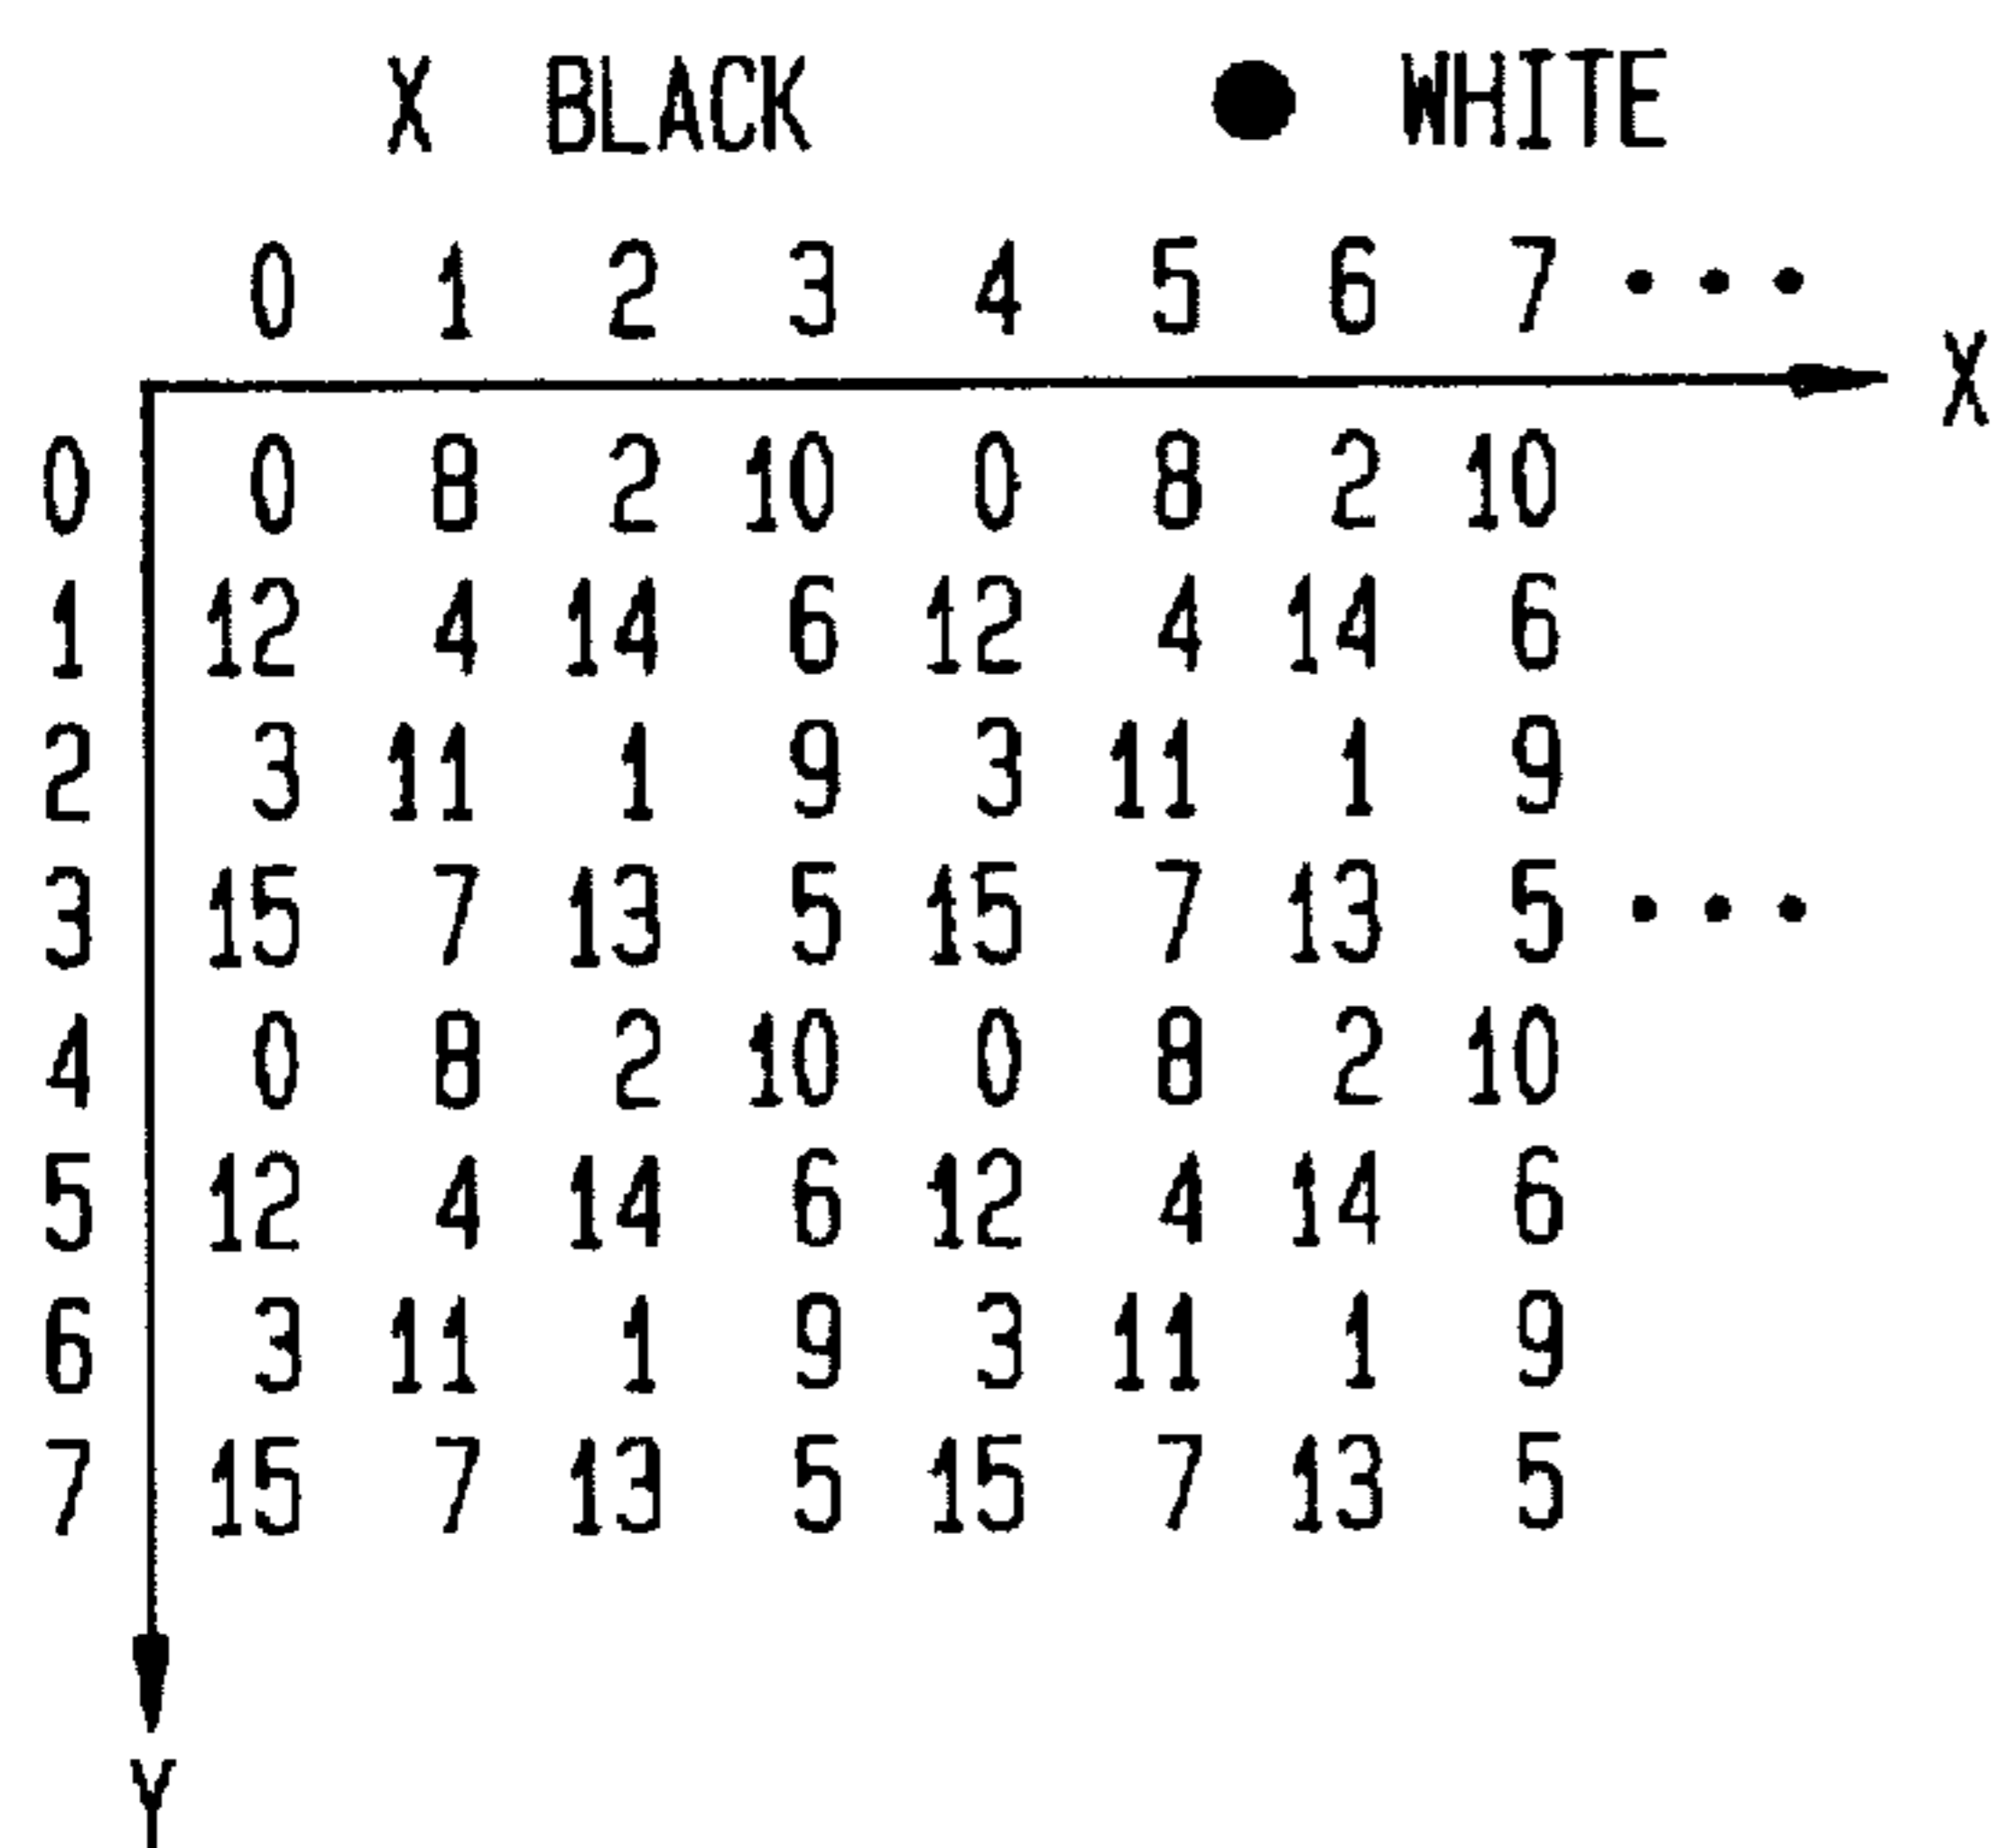 X BLACK ● WHITE
0 1 2 3 4 5 6 7 • • •
X
0 0 8 2 10 0 8 2 10
1 12 4 14 6 12 4 14 6
2 3 11 1 9 3 11 1 9
3 15 7 13 5 15 7 13 5 • • •
4 0 8 2 10 0 8 2 10
5 12 4 14 6 12 4 14 6
6 3 11 1 9 3 11 1 9
7 15 7 13 5 15 7 13 5
Y